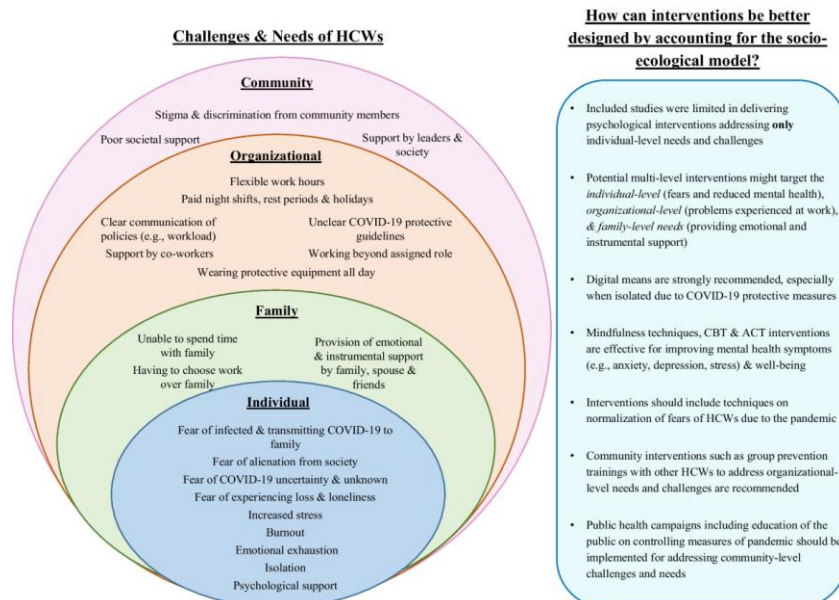 Challenges & Needs of HCWs
Community
Stigma & discrimination from community members
Poor societal support
Support by leaders &
society
Organizational
Flexible work hours
Paid night shifts, rest periods & holidays
Clear communication of
policies (e.g., workload)
Support by co-workers
Unclear COVID-19 protective
guidelines
Working beyond assigned role
Wearing protective equipment all day
Family
Unable to spend time
with family
Having to choose work
over family
Provision of emotional
& instrumental support
by family, spouse &
friends
Individual
Fear of infected & transmitting COVID-19 to
family
Fear of alienation from society
Fear of COVID-19 uncertainty & unknown
Fear of experiencing loss & loneliness
Increased stress
Burnout
Emotional exhaustion
Isolation
Psychological support
How can interventions be better
designed by accounting for the socio-
ecological model?
• Included studies were limited in delivering
psychological interventions addressing only
individual-level needs and challenges
• Potential multi-level interventions might target the
individual-level (fears and reduced mental health),
organizational-level (problems experienced at work),
& family-level needs (providing emotional and
instrumental support)
• Digital means are strongly recommended, especially
when isolated due to COVID-19 protective measures
• Mindfulness techniques, CBT & ACT interventions
are effective for improving mental health symptoms
(e.g., anxiety, depression, stress) & well-being
• Interventions should include techniques on
normalization of fears of HCWs due to the pandemic
• Community interventions such as group prevention
trainings with other HCWs to address organizational-
level needs and challenges are recommended
• Public health campaigns including education of the
public on controlling measures of pandemic should be
implemented for addressing community-level
challenges and needs